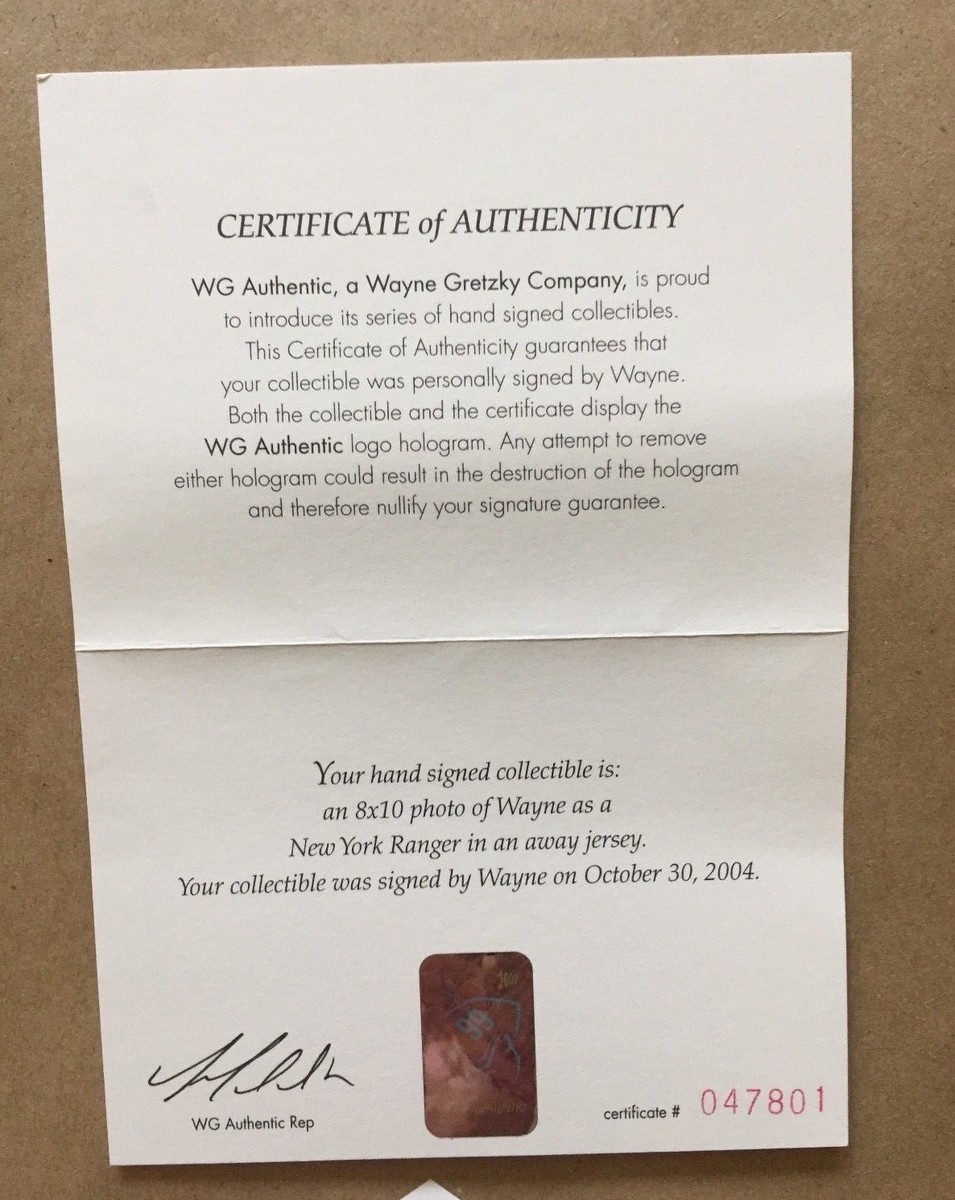 CERTIFICATE of AUTHENTICITY
WG Authentic, a Wayne Gretzky Company, is proud
to introduce its series of hand signed collectibles.
This Certificate of Authenticity guarantees that
your collectible was personally signed by Wayne.
Both the collectible and the certificate display the
WG Authentic logo hologram. Any attempt to remove
either hologram could result in the destruction of the hologram
and therefore nullify your signature guarantee.
Your hand signed collectible is:
an 8x10 photo of Wayne as a
New York Ranger in an away jersey.
Your collectible was signed by Wayne on October 30, 2004.
WG Authentic Rep
certificate # 047801